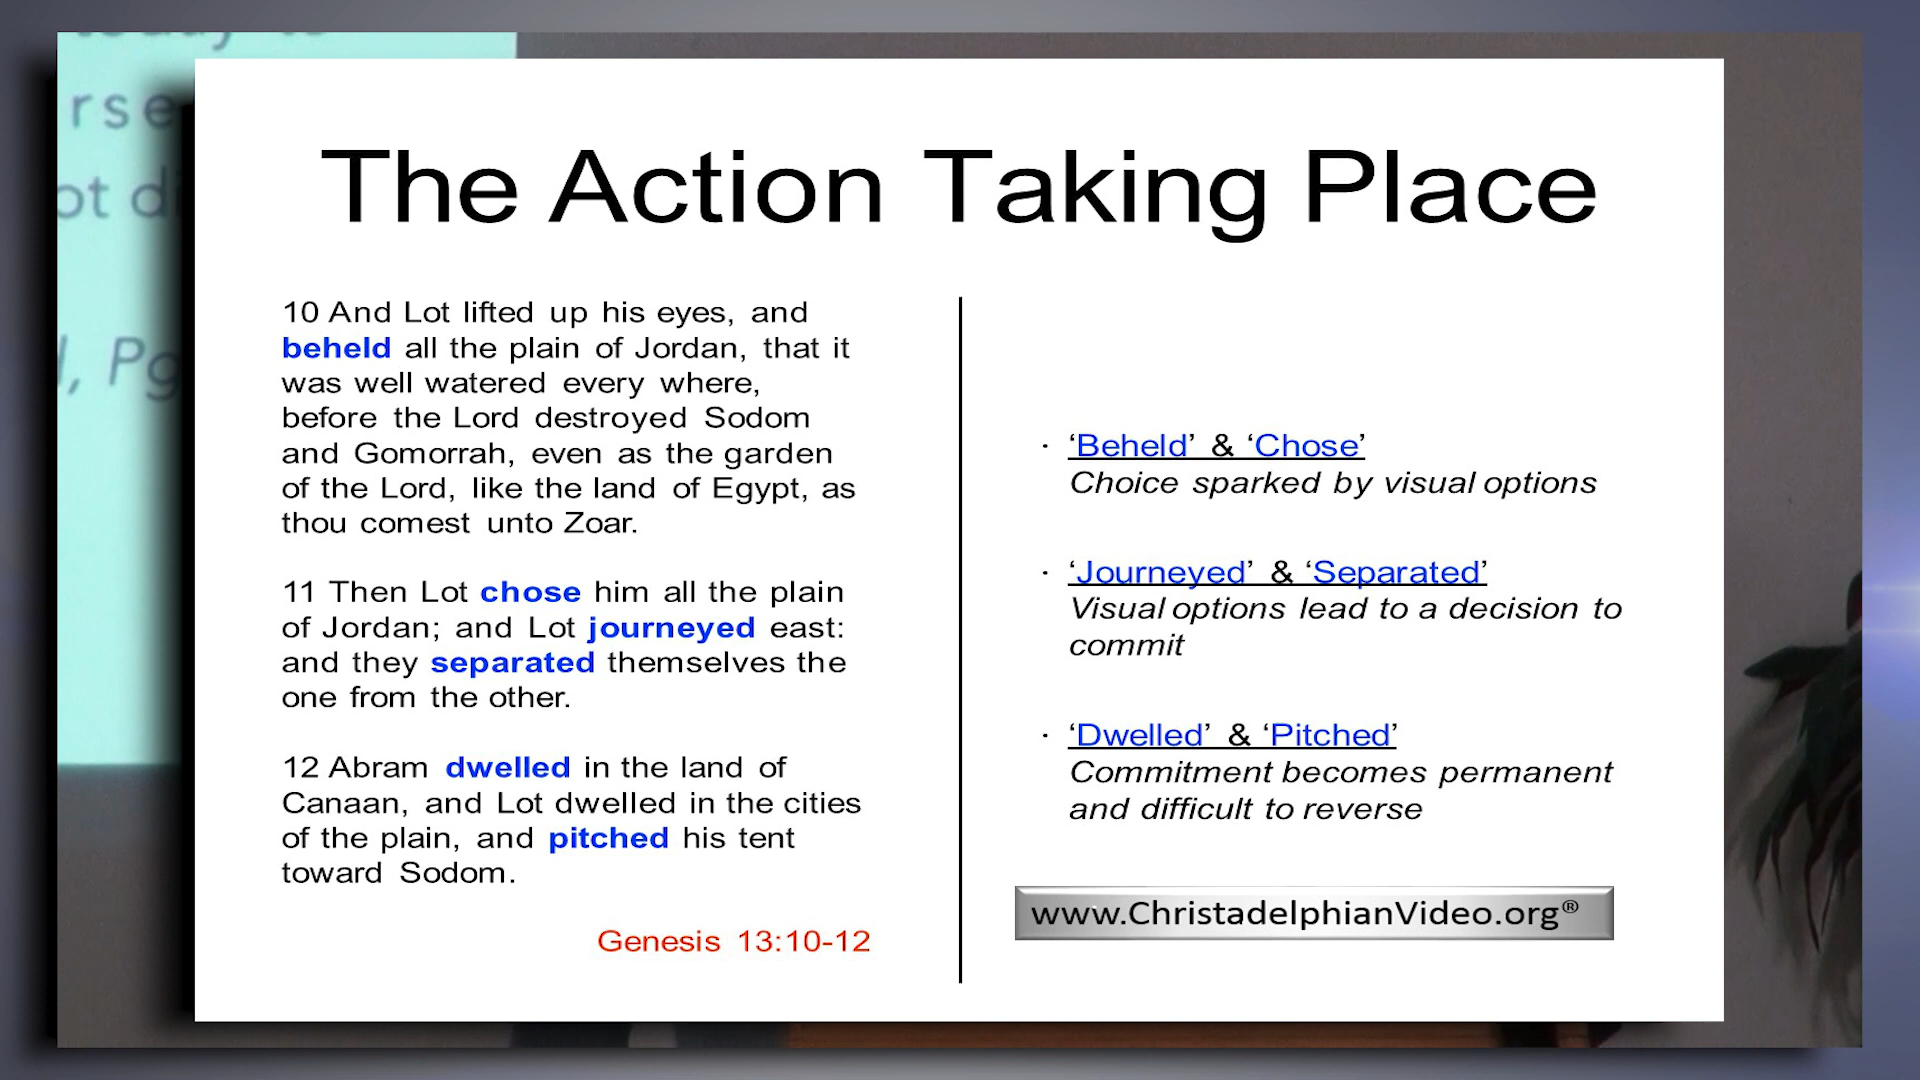 The Action Taking Place
10 And Lot lifted up his eyes, and
beheld all the plain of Jordan, that it
was well watered every where,
before the Lord destroyed Sodom
and Gomorrah, even as the garden
of the Lord, like the land of Egypt, as
thou comest unto Zoar.
11 Then Lot chose him all the plain
of Jordan; and Lot journeyed east:
and they separated themselves the
one from the other.
12 Abram dwelled in the land of
Canaan, and Lot dwelled in the cities
of the plain, and pitched his tent
toward Sodom.
Genesis 13:10-12
· ‘Beheld’ & ‘Chose’
Choice sparked by visual options
· ‘Journeyed’ & ‘Separated’
Visual options lead to a decision to
commit
· ‘Dwelled’ & ‘Pitched’
Commitment becomes permanent
and difficult to reverse
www.ChristadelphianVideo.org®